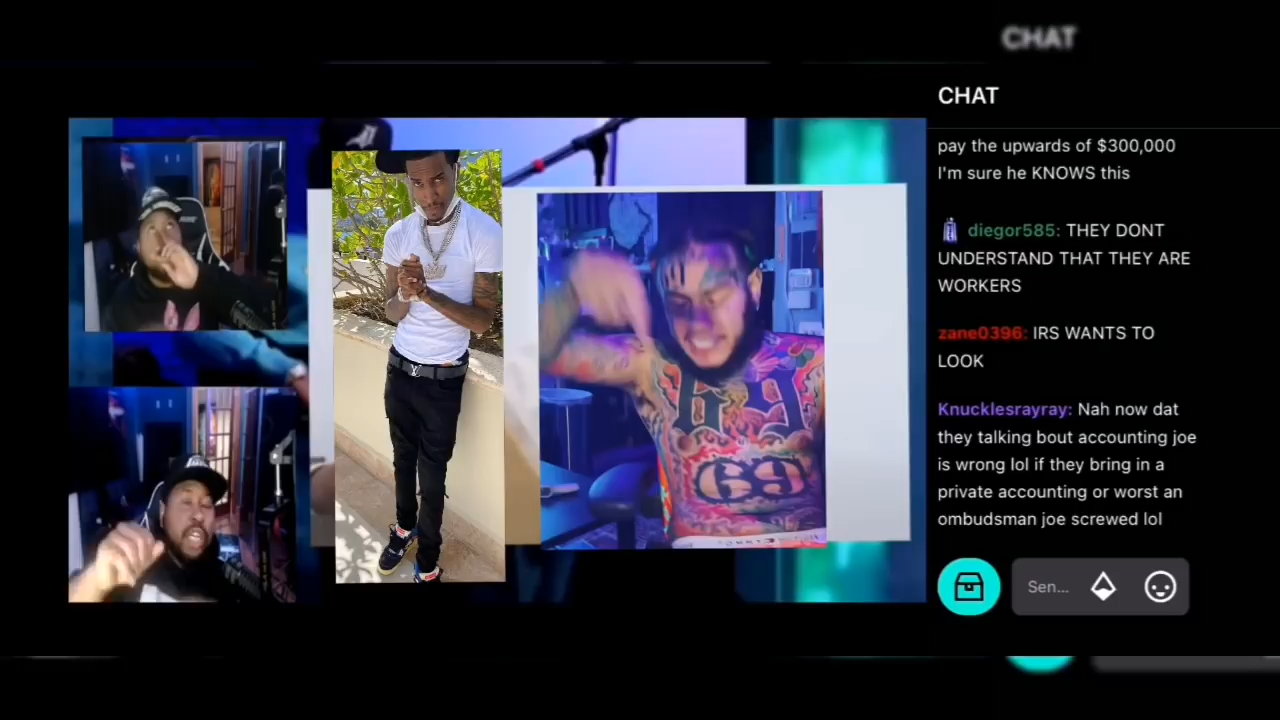 CHAT
CHAT
pay the upwards of $300,000
I'm sure he KNOWS this
diegor585: THEY DONT
UNDERSTAND THAT THEY ARE
WORKERS
zane0396: IRS WANTS TO
LOOK
Knucklesrayray: Nah now dat
they talking bout accounting joe
is wrong lol if they bring in a
private accounting or worst an
ombudsman joe screwed lol
Sen...
69
69
LV